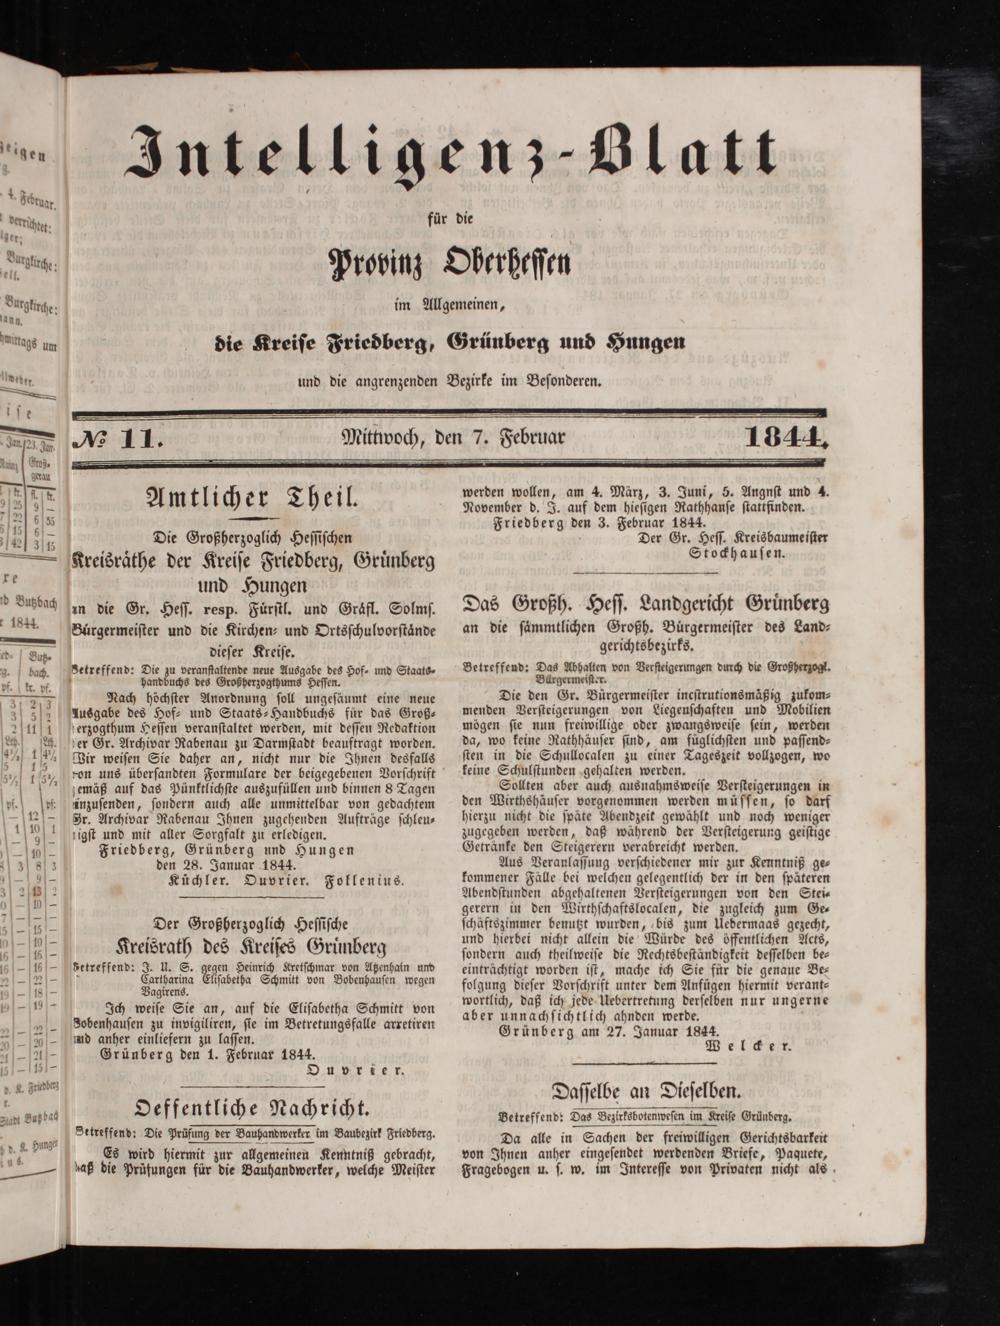 Intelligenz-Blatt
für die
Provinz Oberhessen
im Allgemeinen,
die Kreise Friedberg, Grünberg und Hungen
und die angrenzenden Bezirke im Besonderen.
№ 11.
Mittwoch, den 7. Februar
1844.
Amtlicher Theil.
Die Großherzoglich Hessischen
Kreisräthe der Kreise Friedberg, Grünberg
und Hungen
an die Gr. Hess. resp. Fürstl. und Gräfl. Solms.
Bürgermeister und die Kirchen- und Ortsschulvorstände
dieser Kreise.
Betreffend: Die zu veranstaltende neue Ausgabe des Hof- und Staats-
handbuchs des Großherzogthums Hessen.
Nach höchster Anordnung soll ungesäumt eine neue
Ausgabe des Hof- und Staats-Handbuchs für das Groß-
erzogthum Hessen veranstaltet werden, mit dessen Redaktion
er Gr. Archivar Rabenau zu Darmstadt beauftragt worden.
Wir weisen Sie daher an, nicht nur die Ihnen desfalls
von uns übersandten Formulare der beigegebenen Vorschrift
gemäß auf das Pünktlichste auszufüllen und binnen 8 Tagen
einzusenden, sondern auch alle unmittelbar von gedachtem
Gr. Archivar Rabenau Ihnen zugehenden Aufträge schleu-
nigst und mit aller Sorgfalt zu erledigen.
Friedberg, Grünberg und Hungen
den 28. Januar 1844.
Küchler. Ouvrier. Follenius.
Der Großherzoglich Hessische
Kreisrath des Kreises Grünberg
Betreffend: J. U. S. gegen Heinrich Kretschmar von Atzenhain und
Cartharina Elisabetha Schmitt von Bobenhausen wegen
Vagirens.
Ich weise Sie an, auf die Elisabetha Schmitt von
Bobenhausen zu invigiliren, sie im Betretungsfalle arretiren
und anher einliefern zu lassen.
Grünberg den 1. Februar 1844.
Ouvrier.
Oeffentliche Nachricht.
Betreffend: Die Prüfung der Bauhandwerker im Baubezirk Friedberg.
Es wird hiermit zur allgemeinen Kenntniß gebracht,
daß die Prüfungen für die Bauhandwerker, welche Meister
werden wollen, am 4. März, 3. Juni, 5. Angnst und 4.
November d. J. auf dem hiesigen Rathhause stattfinden.
Friedberg den 3. Februar 1844.
Der Gr. Hess. Kreisbaumeister
Stockhausen.
Das Großh. Hess. Landgericht Grünberg
an die sämmtlichen Großh. Bürgermeister des Land-
gerichtsbezirks.
Betreffend: Das Abhalten von Versteigerungen durch die Großherzogl.
Bürgermeister.
Die den Gr. Bürgermeister instrutionsmäßig zukom-
menden Versteigerungen von Liegenschaften und Mobilien
mögen sie nun freiwillige oder zwangsweise sein, werden
da, wo keine Rathhäuser sind, am füglichsten und passend-
sten in die Schullocalen zu einer Tageszeit vollzogen, wo
keine Schulstunden gehalten werden.
Sollten aber auch ausnahmsweise Versteigerungen in
den Wirthshäuser vorgenommen werden müssen, so darf
hierzu nicht die späte Abendzeit gewählt und noch weniger
zugegeben werden, daß während der Versteigerung geistige
Getränke den Steigerern verabreicht werden.
Aus Veranlassung verschiedener mir zur Kenntniß ge-
kommener Fälle bei welchen gelegentlich der in den späteren
Abendstunden abgehaltenen Versteigerungen von den Stei-
gerern in den Wirthschaftslocalen, die zugleich zum Ge-
schäftszimmer benutzt wurden, bis zum Uebermaas gezecht,
und hierbei nicht allein die Würde des öffentlichen Acts,
sondern auch theilweise die Rechtsbeständigkeit desselben be-
einträchtigt worden ist, mache ich Sie für die genaue Be-
folgung dieser Vorschrift unter dem Anfügen hiermit verant-
wortlich, daß ich jede Uebertretung derselben nur ungerne
aber unnachsichtlich ahnden werde.
Grünberg am 27. Januar 1844.
Welcker.
Dasselbe an Dieselben.
Betreffend: Das Bezirksbotenwesen im Kreise Grünberg.
Da alle in Sachen der freiwilligen Gerichtsbarkeit
von Ihnen anher eingesendet werdenden Briefe, Paquete,
Fragebogen u. s. w. im Interesse von Privaten nicht als